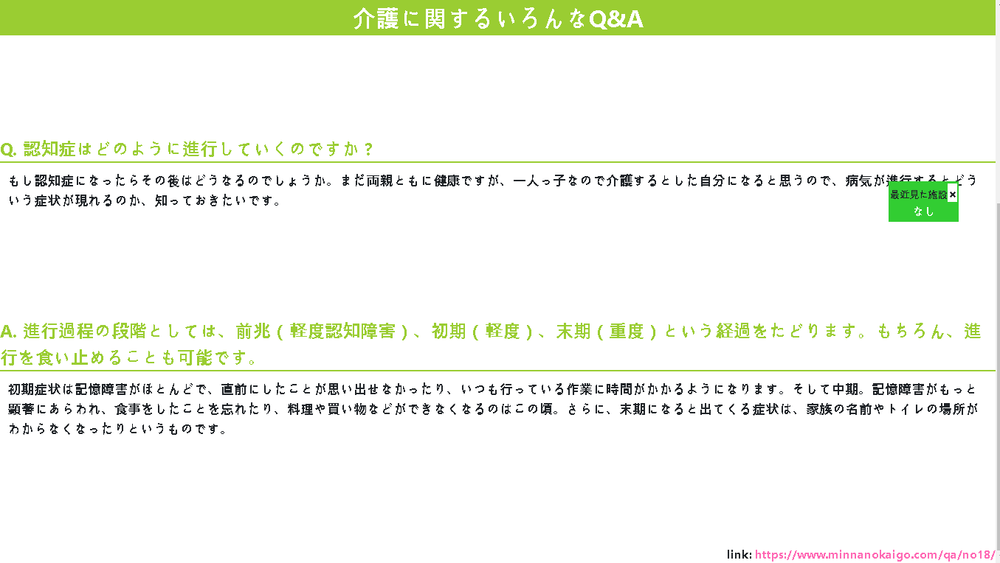 介護に関するいろんなQ&A
Q. 認知症はどのように進行していくのですか？
もし認知症になったらその後はどうなるのでしょうか。まだ両親ともに健康ですが、一人っ子なので介護するとした自分になると思うので、病気が進行するとどう
いう症状が現れるのか、知っておきたいです。
最近見た施設×
なし
A. 進行過程の段階としては、前兆(軽度認知障害)、初期(軽度)、末期(重度)という経過をたどります。もちろん、進
行を食い止めることも可能です。
初期症状は記憶障害がほとんどで、直前にしたことが思い出せなかったり、いつも行っている作業に時間がかかるようになります。そして中期。記憶障害がもっと
顕著にあらわれ、食事をしたことを忘れたり、料理や買い物などができなくなるのはこの頃。さらに、末期になると出てくる症状は、家族の名前やトイレの場所が
わからなくなったりというものです。
link: https://www.minnanokaigo.com/qa/no18/